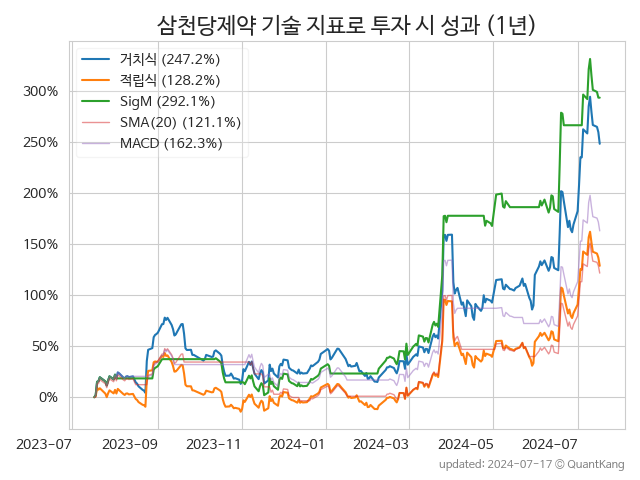 삼천당제약 기술 지표로 투자 시 성과 (1년)
거치식 (247.2%)
적립식 (128.2%)
SigM (292.1%)
SMA(20) (121.1%)
MACD (162.3%)
300%
250%
200%
150%
100%
50%
0%
2023-07 2023-09 2023-11 2024-01 2024-03 2024-05 2024-07
updated: 2024-07-17 © QuantKang